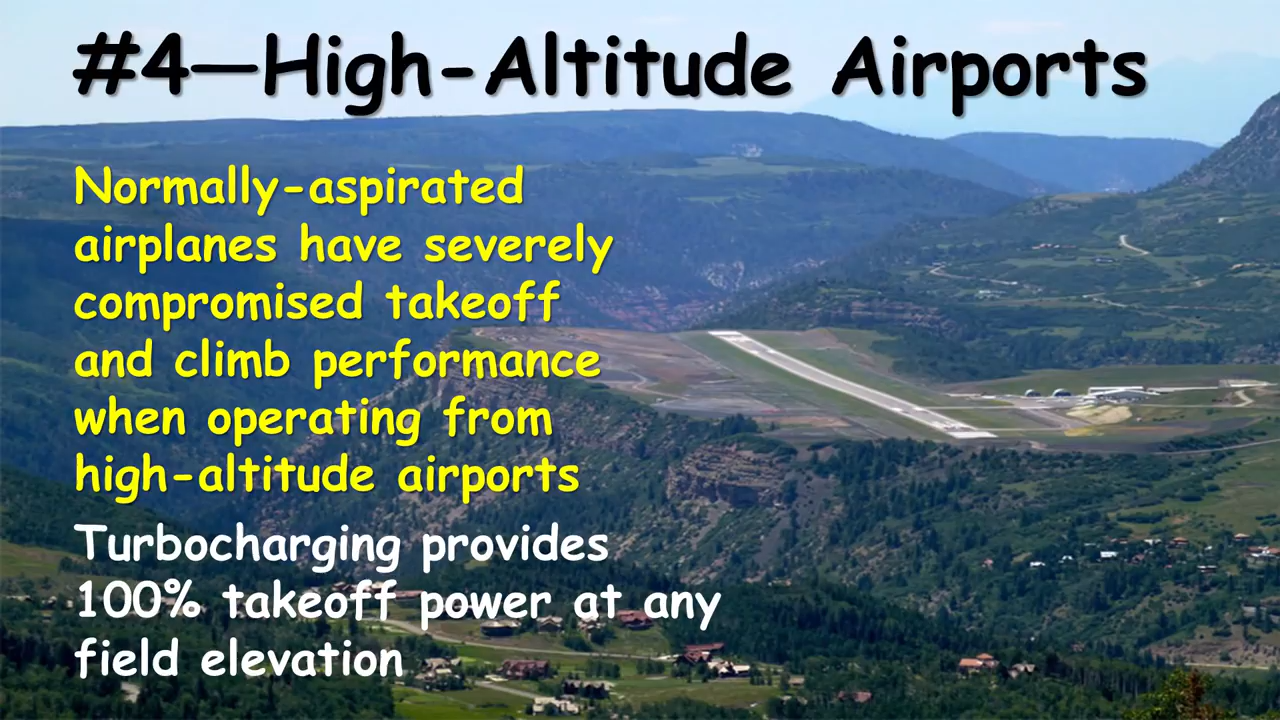 #4—High-Altitude Airports
Normally-aspirated
airplanes have severely
compromised takeoff
and climb performance
when operating from
high-altitude airports
Turbocharging provides
100% takeoff power at any
field elevation